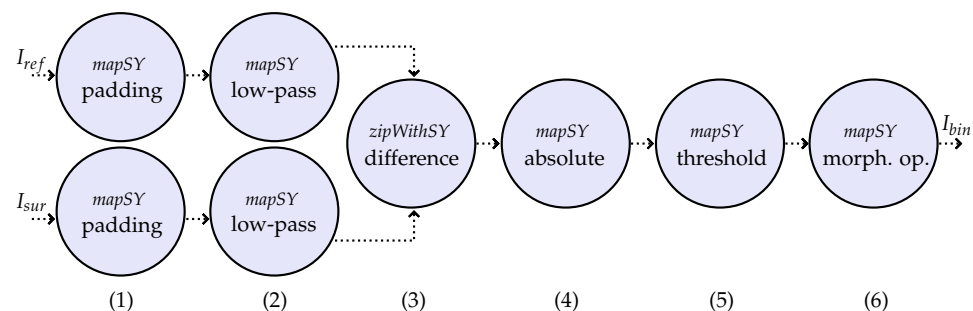 I_ref
mapSY
padding
mapSY
low-pass
I_sur
mapSY
padding
mapSY
low-pass
zipWithSY
difference
mapSY
absolute
mapSY
threshold
mapSY
morph. op.
I_bin
(1) (2) (3) (4) (5) (6)